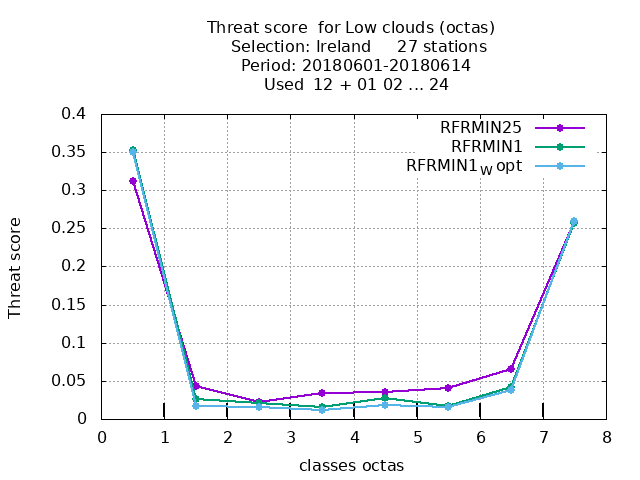 Threat score  for Low clouds (octas)
Selection: Ireland     27 stations
Period: 20180601-20180614
Used  12 + 01 02 ... 24
RFRMIN25
RFRMIN1
RFRMIN1W opt
Threat score
0.4
0.35
0.3
0.25
0.2
0.15
0.1
0.05
0
0 1 2 3 4 5 6 7 8
classes octas